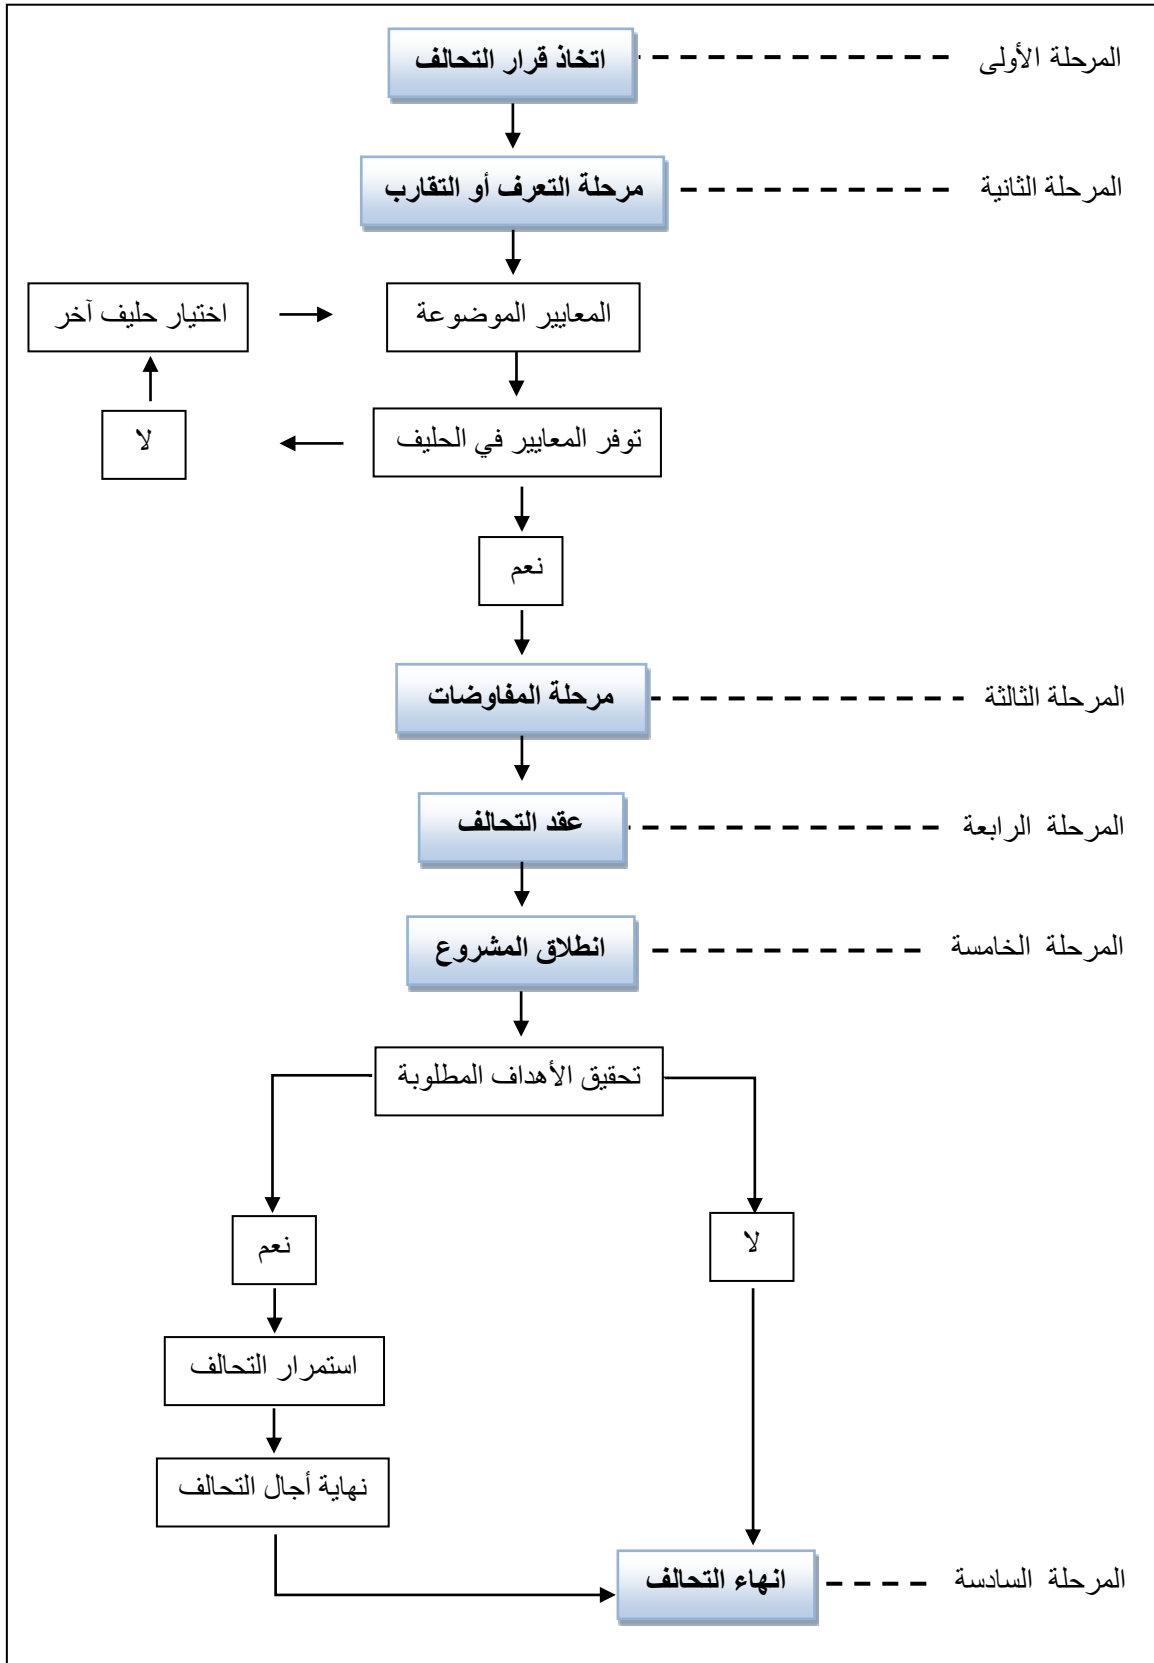 المرحلة الأولى
اتخاذ قرار التحالف
المرحلة الثانية
مرحلة التعرف أو التقارب
المعايير الموضوعة
اختيار حليف آخر
توفر المعايير في الحليف
لا
نعم
المرحلة الثالثة
مرحلة المفاوضات
المرحلة الرابعة
عقد التحالف
المرحلة الخامسة
انطلاق المشروع
تحقيق الأهداف المطلوبة
لا
نعم
استمرار التحالف
نهاية أجال التحالف
المرحلة السادسة
انهاء التحالف